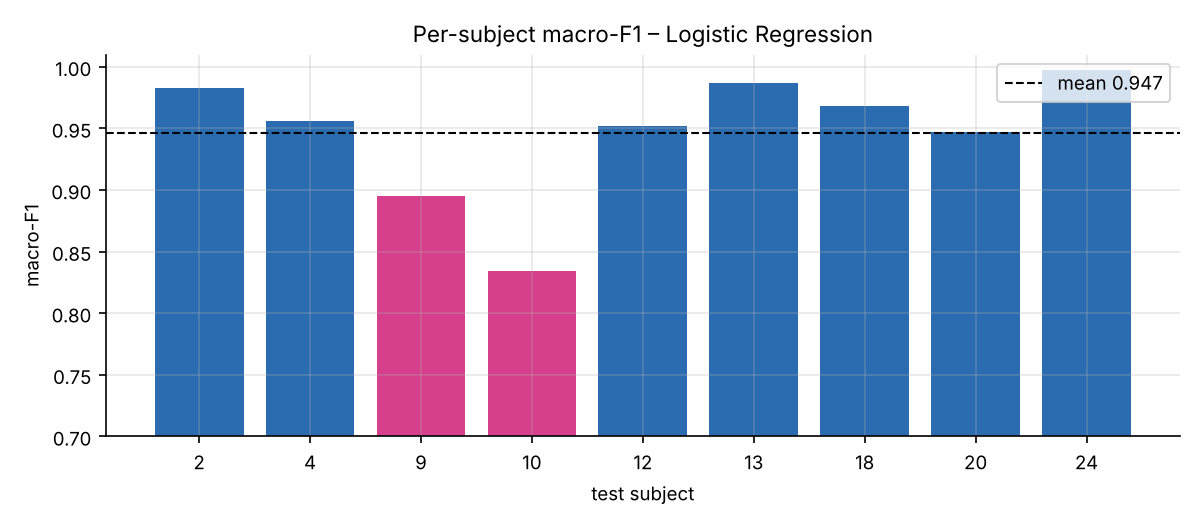 Per-subject macro-F1 – Logistic Regression
mean 0.947
macro-F1
1.00
0.95
0.90
0.85
0.80
0.75
0.70
2 4 9 10 12 13 18 20 24
test subject